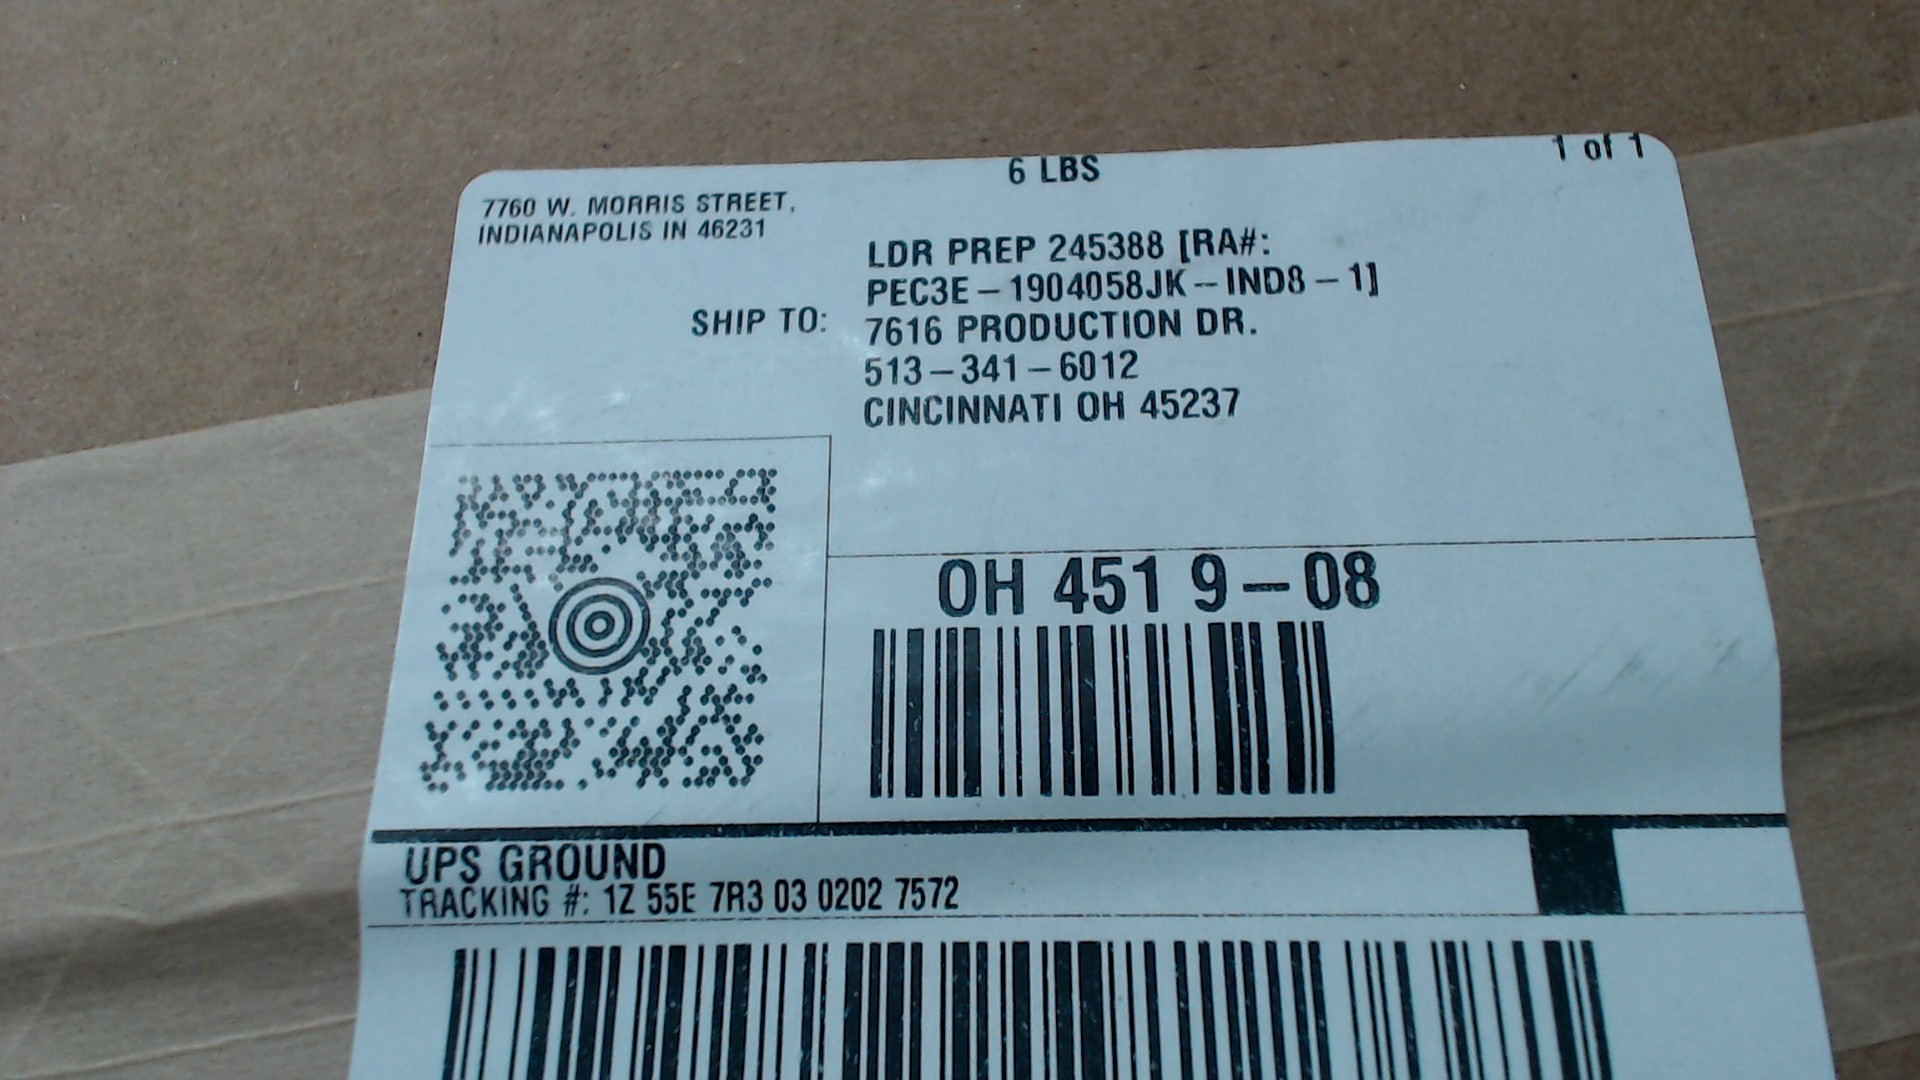 6 LBS
1 of 1
7760 W. MORRIS STREET,
INDIANAPOLIS IN 46231
SHIP TO:
LDR PREP 245388 [RA#:
PEC3E-1904058JK-IND8-1]
7616 PRODUCTION DR.
513-341-6012
CINCINNATI OH 45237
OH 451 9-08
UPS GROUND
TRACKING #: 1Z 55E 7R3 03 0202 7572